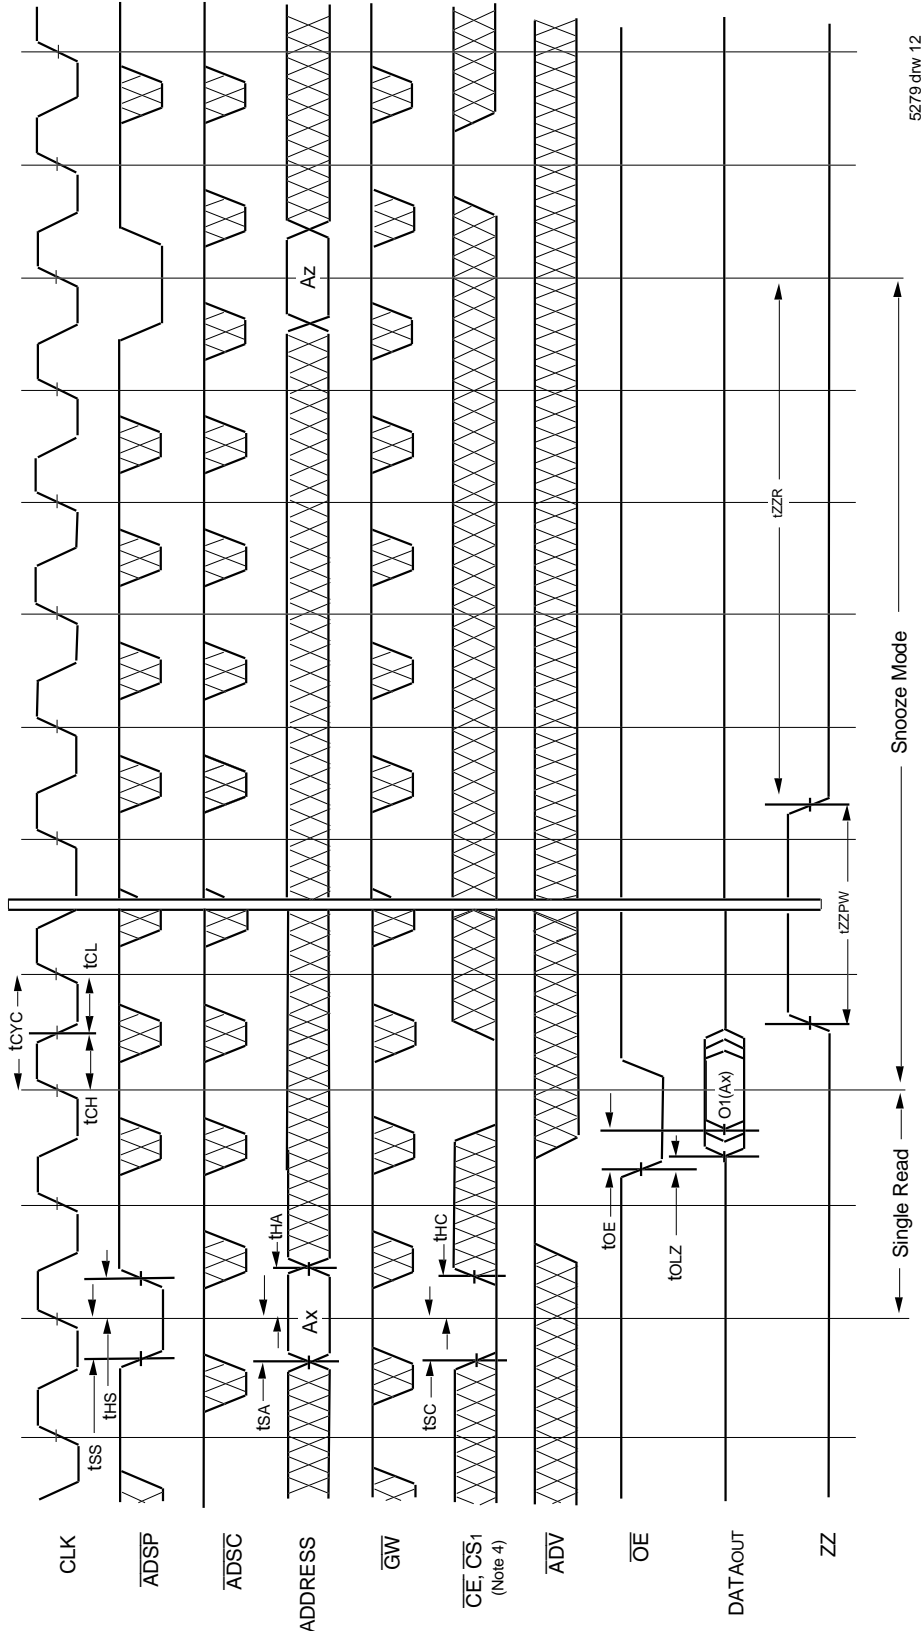 CLK
tCYC
tCH
tCL
tSS
tHS
ADSP
ADSC
ADDRESS
tSA
tHA
Ax
Az
GW
CE, CS1
(Note 4)
tSC
tHC
ADV
OE
tOE
tOLZ
DATAOUT
O1(Ax)
ZZ
tZZPW
tZZR
Single Read
Snooze Mode
5279 drw 12